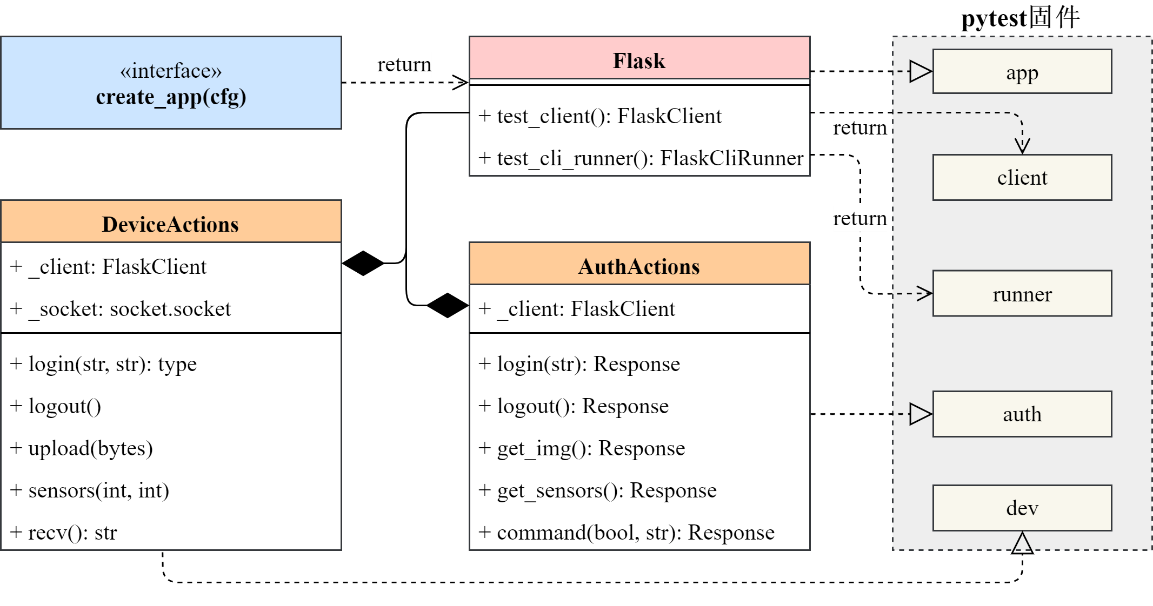 pytest固件
«interface»
create_app(cfg)
return
Flask
+ test_client(): FlaskClient
+ test_cli_runner(): FlaskCliRunner
return
return
app
client
runner
auth
dev
DeviceActions
+ _client: FlaskClient
+ _socket: socket.socket
+ login(str, str): type
+ logout()
+ upload(bytes)
+ sensors(int, int)
+ recv(): str
AuthActions
+ _client: FlaskClient
+ login(str): Response
+ logout(): Response
+ get_img(): Response
+ get_sensors(): Response
+ command(bool, str): Response